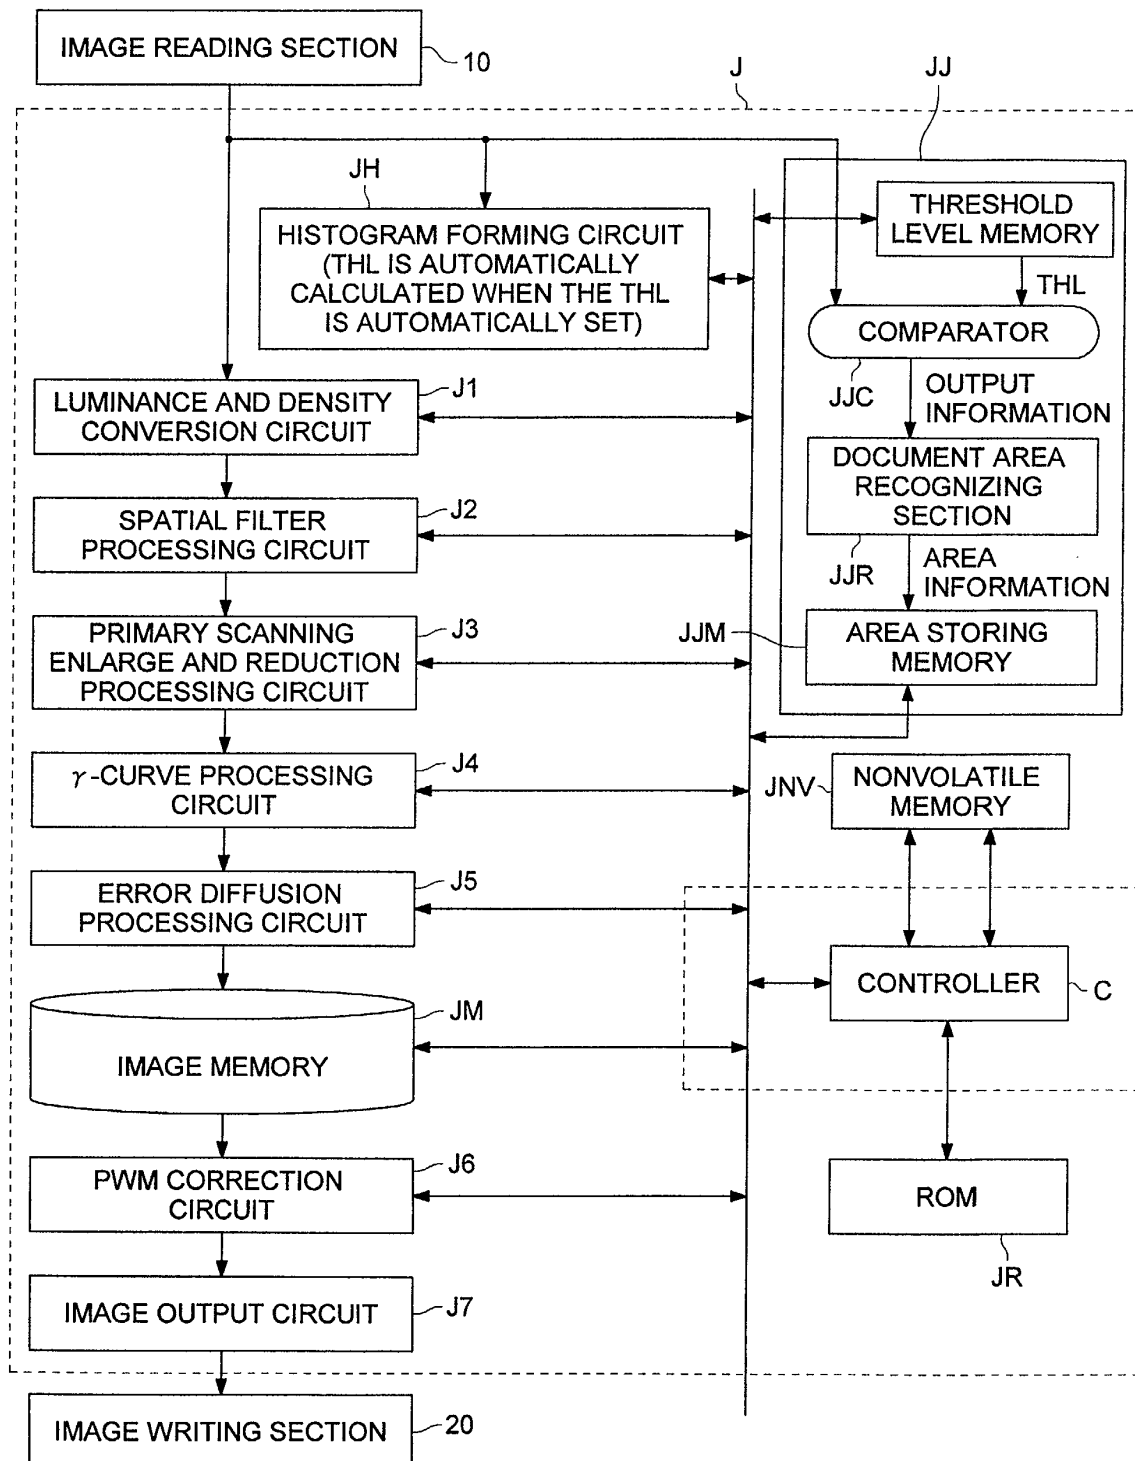 IMAGE READING SECTION
10
J
JJ
JH
HISTOGRAM FORMING CIRCUIT
(THL IS AUTOMATICALLY
CALCULATED WHEN THE THL
IS AUTOMATICALLY SET)
THRESHOLD
LEVEL MEMORY
THL
COMPARATOR
JJC
OUTPUT
INFORMATION
LUMINANCE AND DENSITY
CONVERSION CIRCUIT
J1
DOCUMENT AREA
RECOGNIZING
SECTION
JJR
AREA
INFORMATION
SPATIAL FILTER
PROCESSING CIRCUIT
J2
PRIMARY SCANNING
ENLARGE AND REDUCTION
PROCESSING CIRCUIT
J3
JJM
AREA STORING
MEMORY
γ-CURVE PROCESSING
CIRCUIT
J4
JNV
NONVOLATILE
MEMORY
ERROR DIFFUSION
PROCESSING CIRCUIT
J5
CONTROLLER
C
IMAGE MEMORY
JM
PWM CORRECTION
CIRCUIT
J6
ROM
JR
IMAGE OUTPUT CIRCUIT
J7
IMAGE WRITING SECTION
20